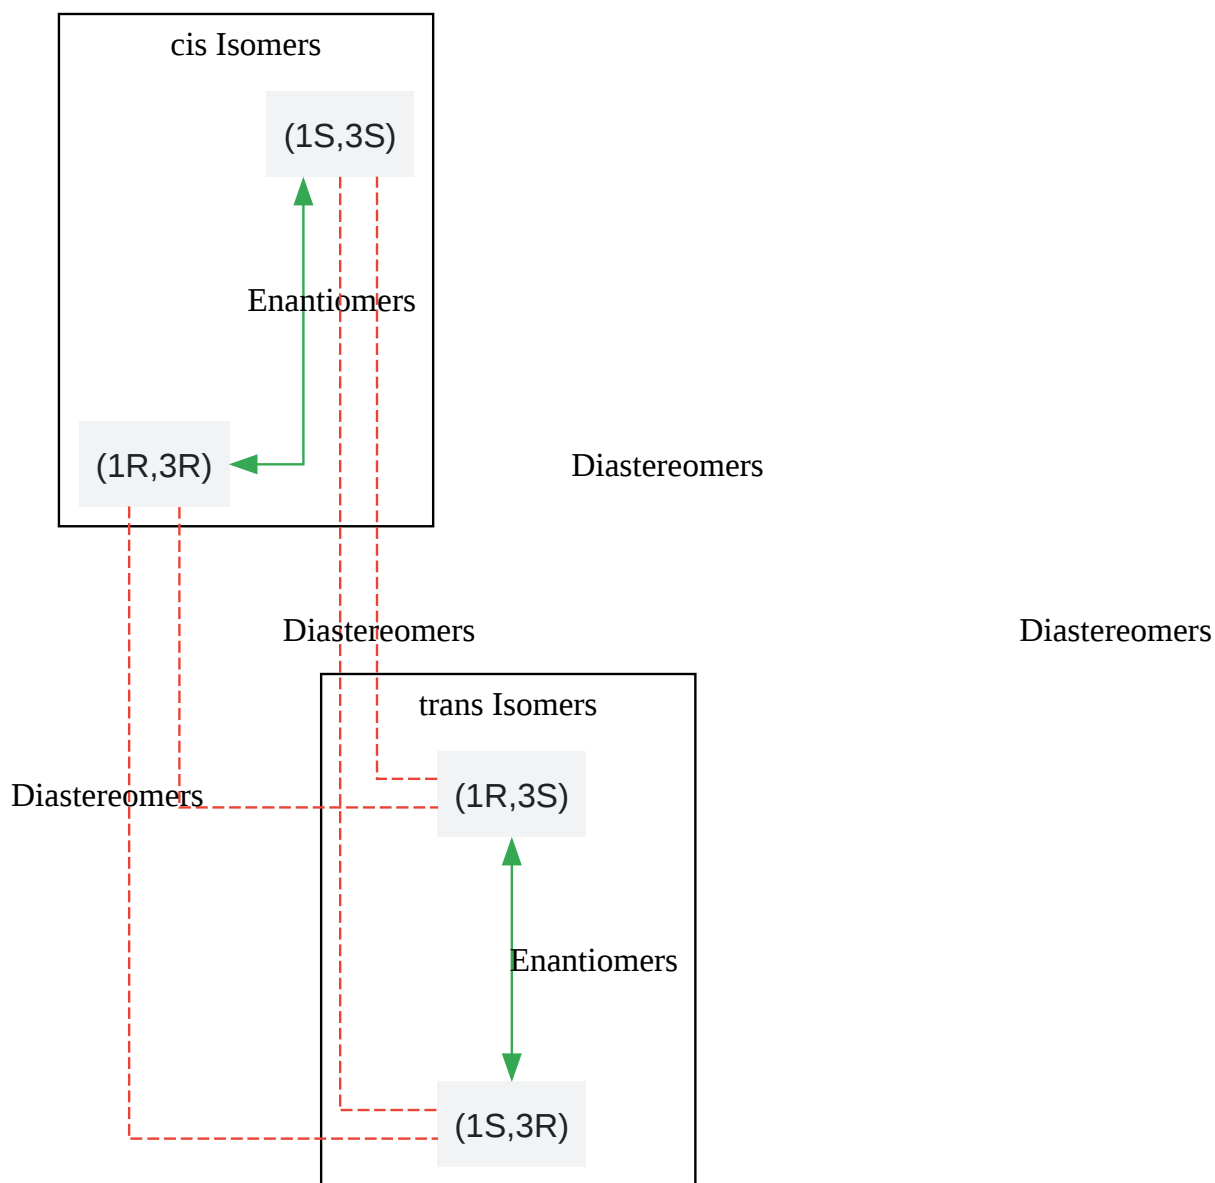 cis Isomers
(1S,3S)
Enantiomers
(1R,3R)
Diastereomers
Diastereomers
Diastereomers
trans Isomers
(1R,3S)
Diastereomers
Enantiomers
(1S,3R)